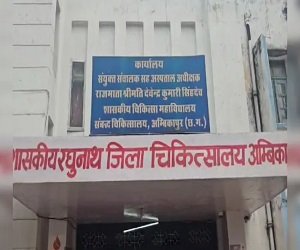 कार्यालय
संयुक्त संचालक सह अस्पताल अधीक्षक
राजमाता श्रीमति देवेन्द्र कुमारी सिंहदेव
शासकीय चिकित्सा महाविद्यालय
संबद्ध चिकित्सालय, अम्बिकापुर (छ.ग.)
शासकीय रघुनाथ जिला चिकित्सालय अम्बिका